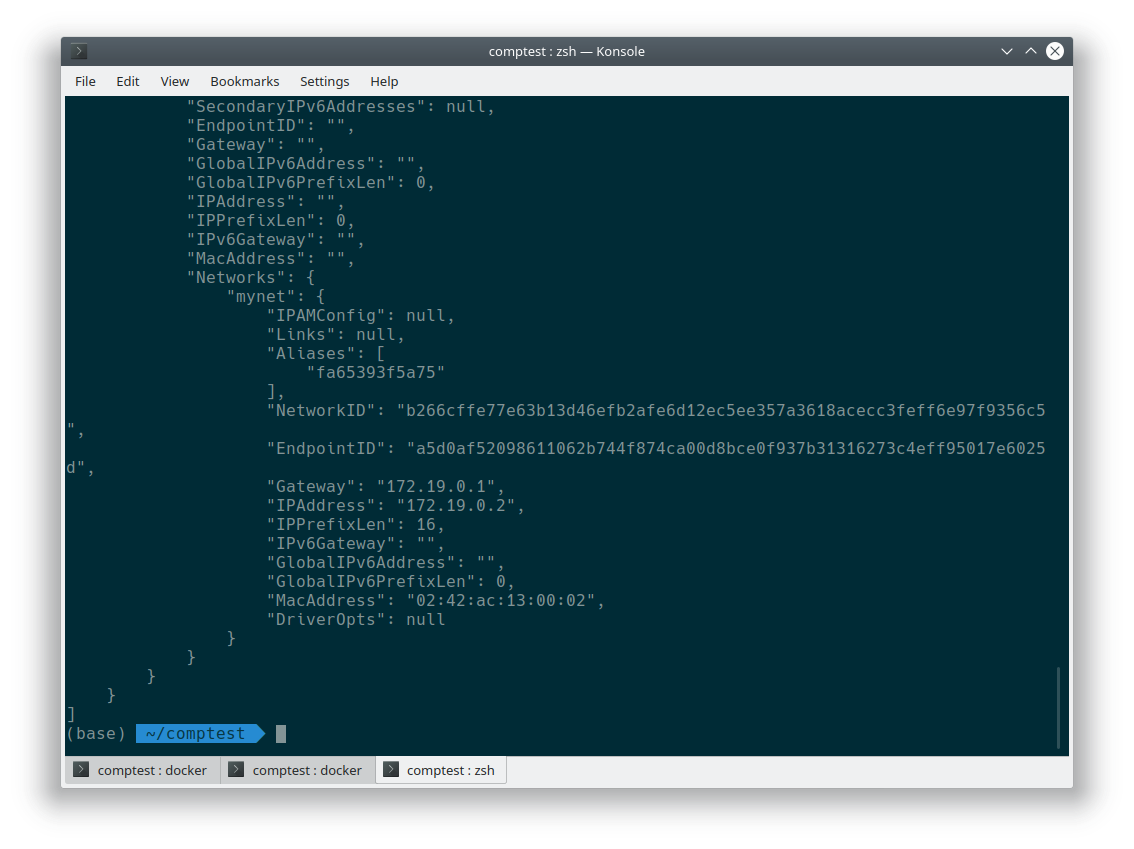 comptest : zsh — Konsole
File Edit View Bookmarks Settings Help
"SecondaryIPv6Addresses": null,
"EndpointID": "",
"Gateway": "",
"GlobalIPv6Address": "",
"GlobalIPv6PrefixLen": 0,
"IPAddress": "",
"IPPrefixLen": 0,
"IPv6Gateway": "",
"MacAddress": "",
"Networks": {
"mynet": {
"IPAMConfig": null,
"Links": null,
"Aliases": [
"fa65393f5a75"
],
"NetworkID": "b266cffe77e63b13d46efb2afe6d12ec5ee357a3618acecc3feff6e97f9356c5
",
"EndpointID": "a5d0af52098611062b744f874ca00d8bce0f937b31316273c4eff95017e6025
d",
"Gateway": "172.19.0.1",
"IPAddress": "172.19.0.2",
"IPPrefixLen": 16,
"IPv6Gateway": "",
"GlobalIPv6Address": "",
"GlobalIPv6PrefixLen": 0,
"MacAddress": "02:42:ac:13:00:02",
"DriverOpts": null
}
}
}
}
]
(base) ~/comptest
comptest : docker comptest : docker comptest : zsh